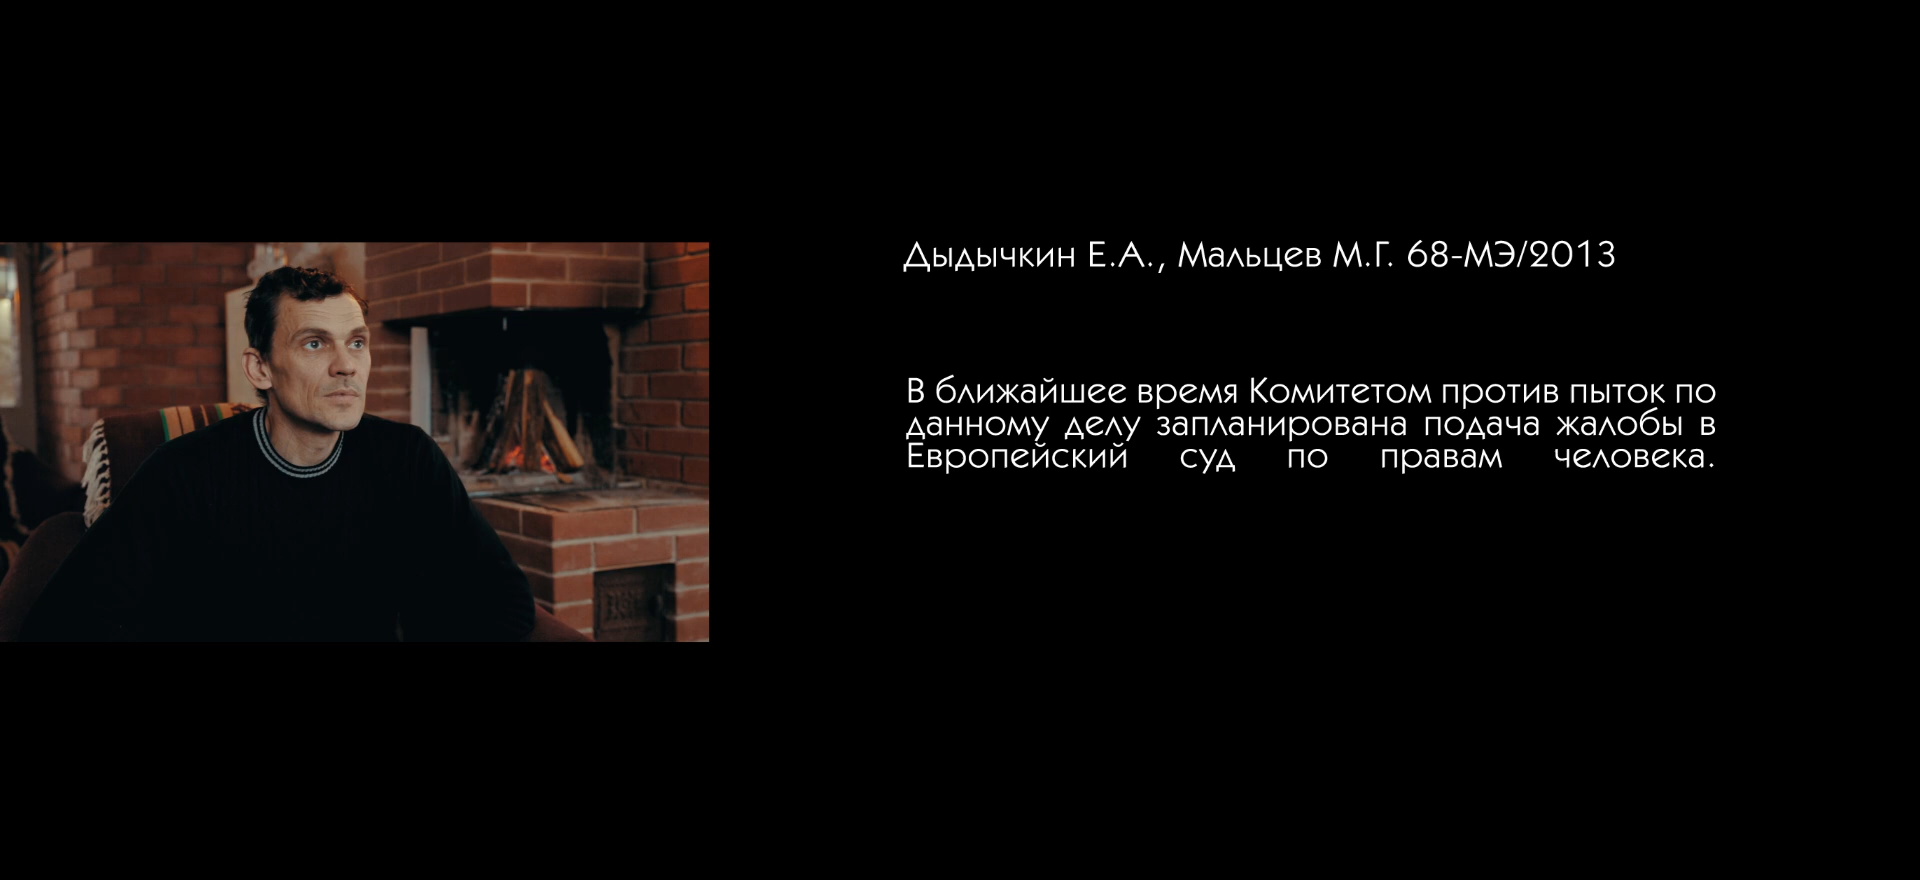 Дыдычкин Е.А., Мальцев М.Г. 68-МЭ/2013
В ближайшее время Комитетом против пыток по
данному делу запланирована подача жалобы в
Европейский суд по правам человека.